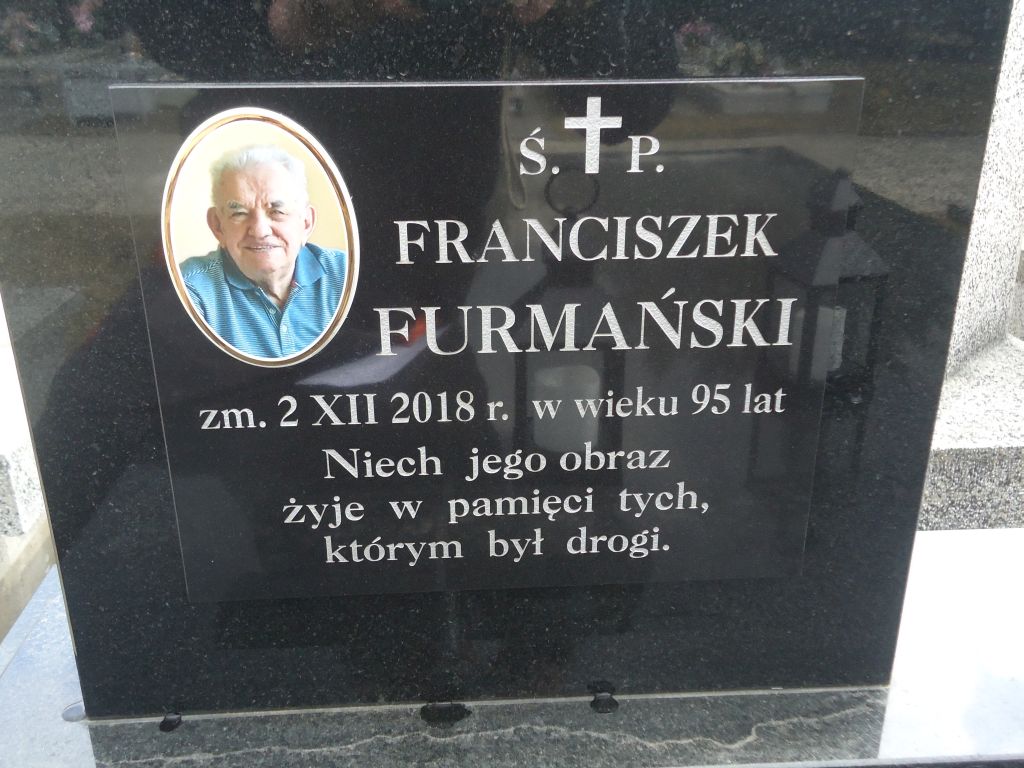 Ś. P.
FRANCISZEK
FURMAŃSKI
zm. 2 XII 2018 r. w wieku 95 lat
Niech jego obraz
żyje w pamięci tych,
którym był drogi.